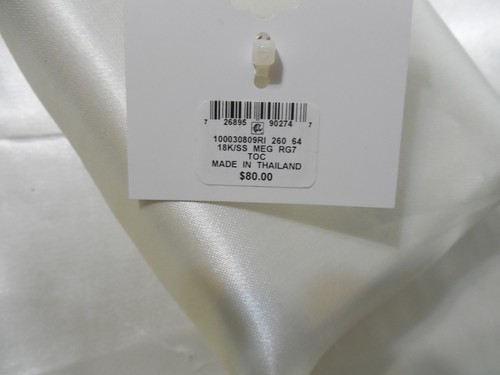 7 26895 90274 7
100030809RI 260 64
18K/SS MEG RG7
TOC
MADE IN THAILAND
$80.00